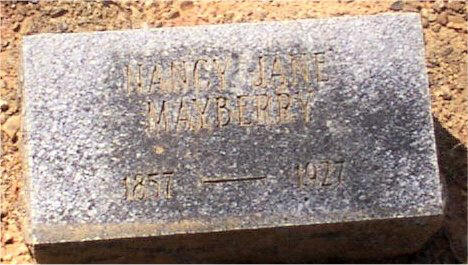 NANCY JANE
MAYBERRY
1857 — 1927